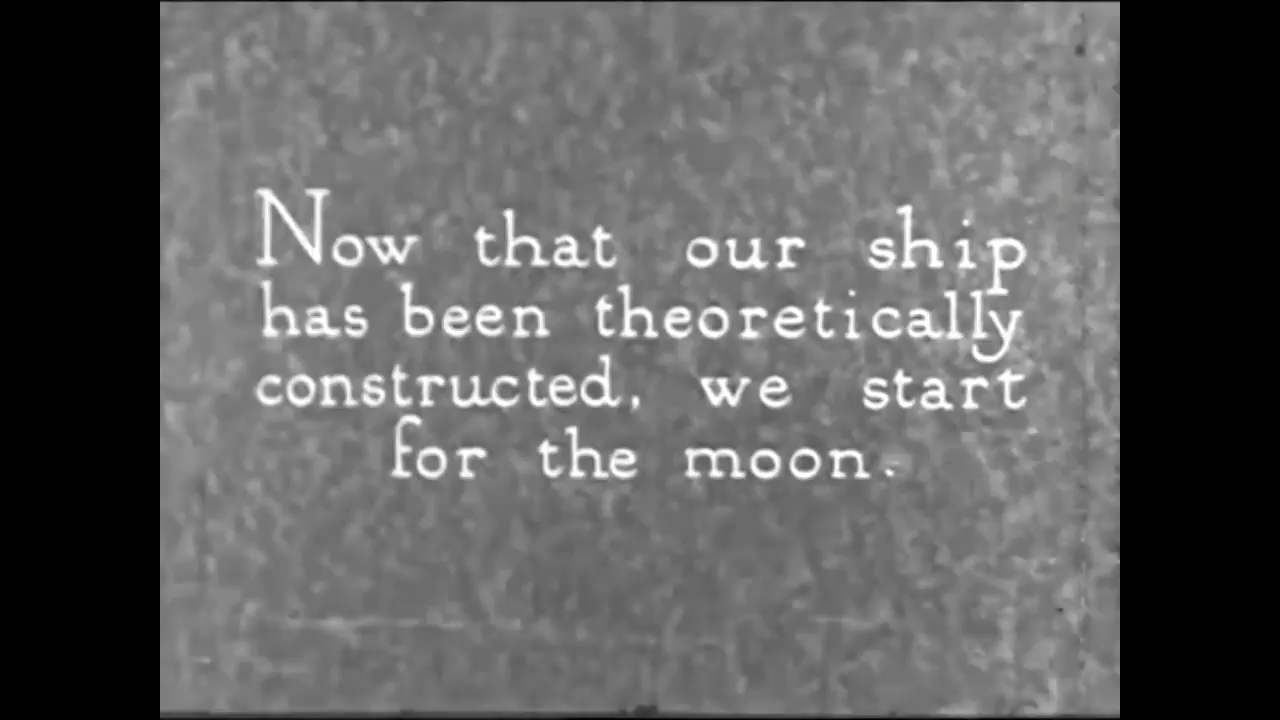 Now that our ship
has been theoretically
constructed, we start
for the moon.